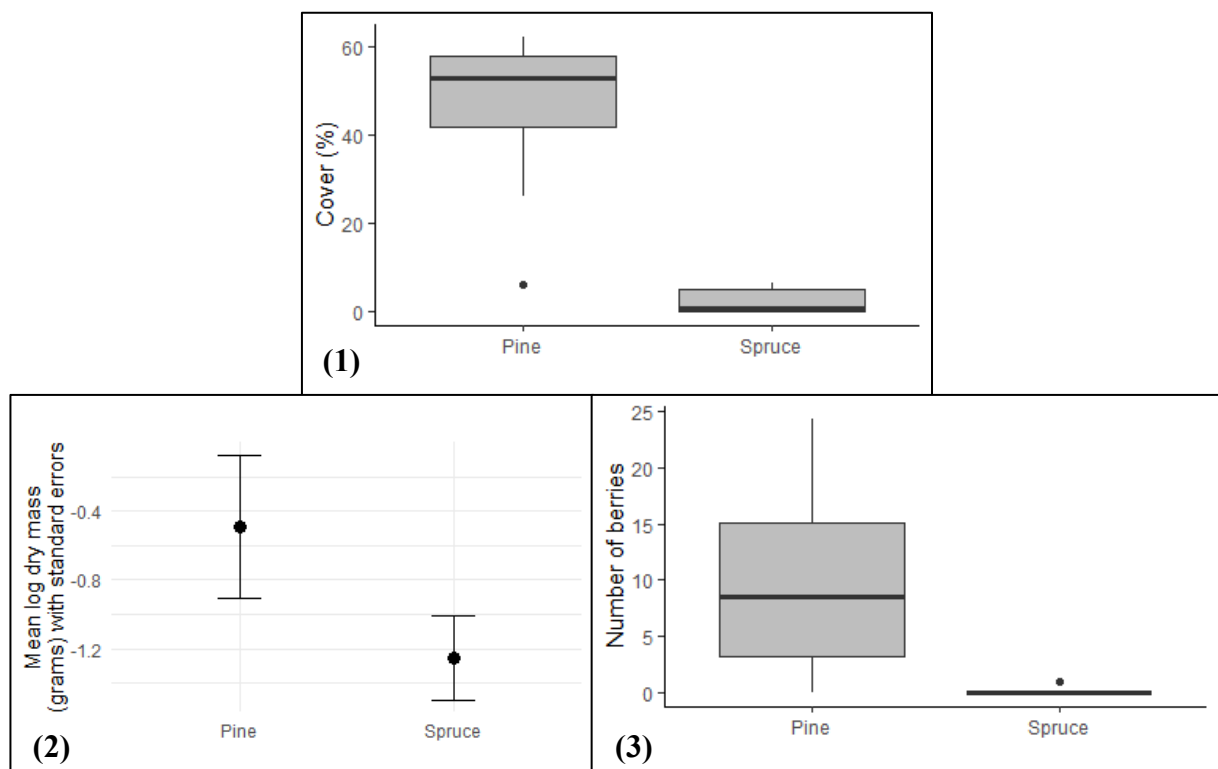 Cover (%)
60
40
20
0
Pine Spruce
(1)
Mean log dry mass
(grams) with standard errors
-0.4
-0.8
-1.2
Pine Spruce
(2)
Number of berries
25
20
15
10
5
0
Pine Spruce
(3)